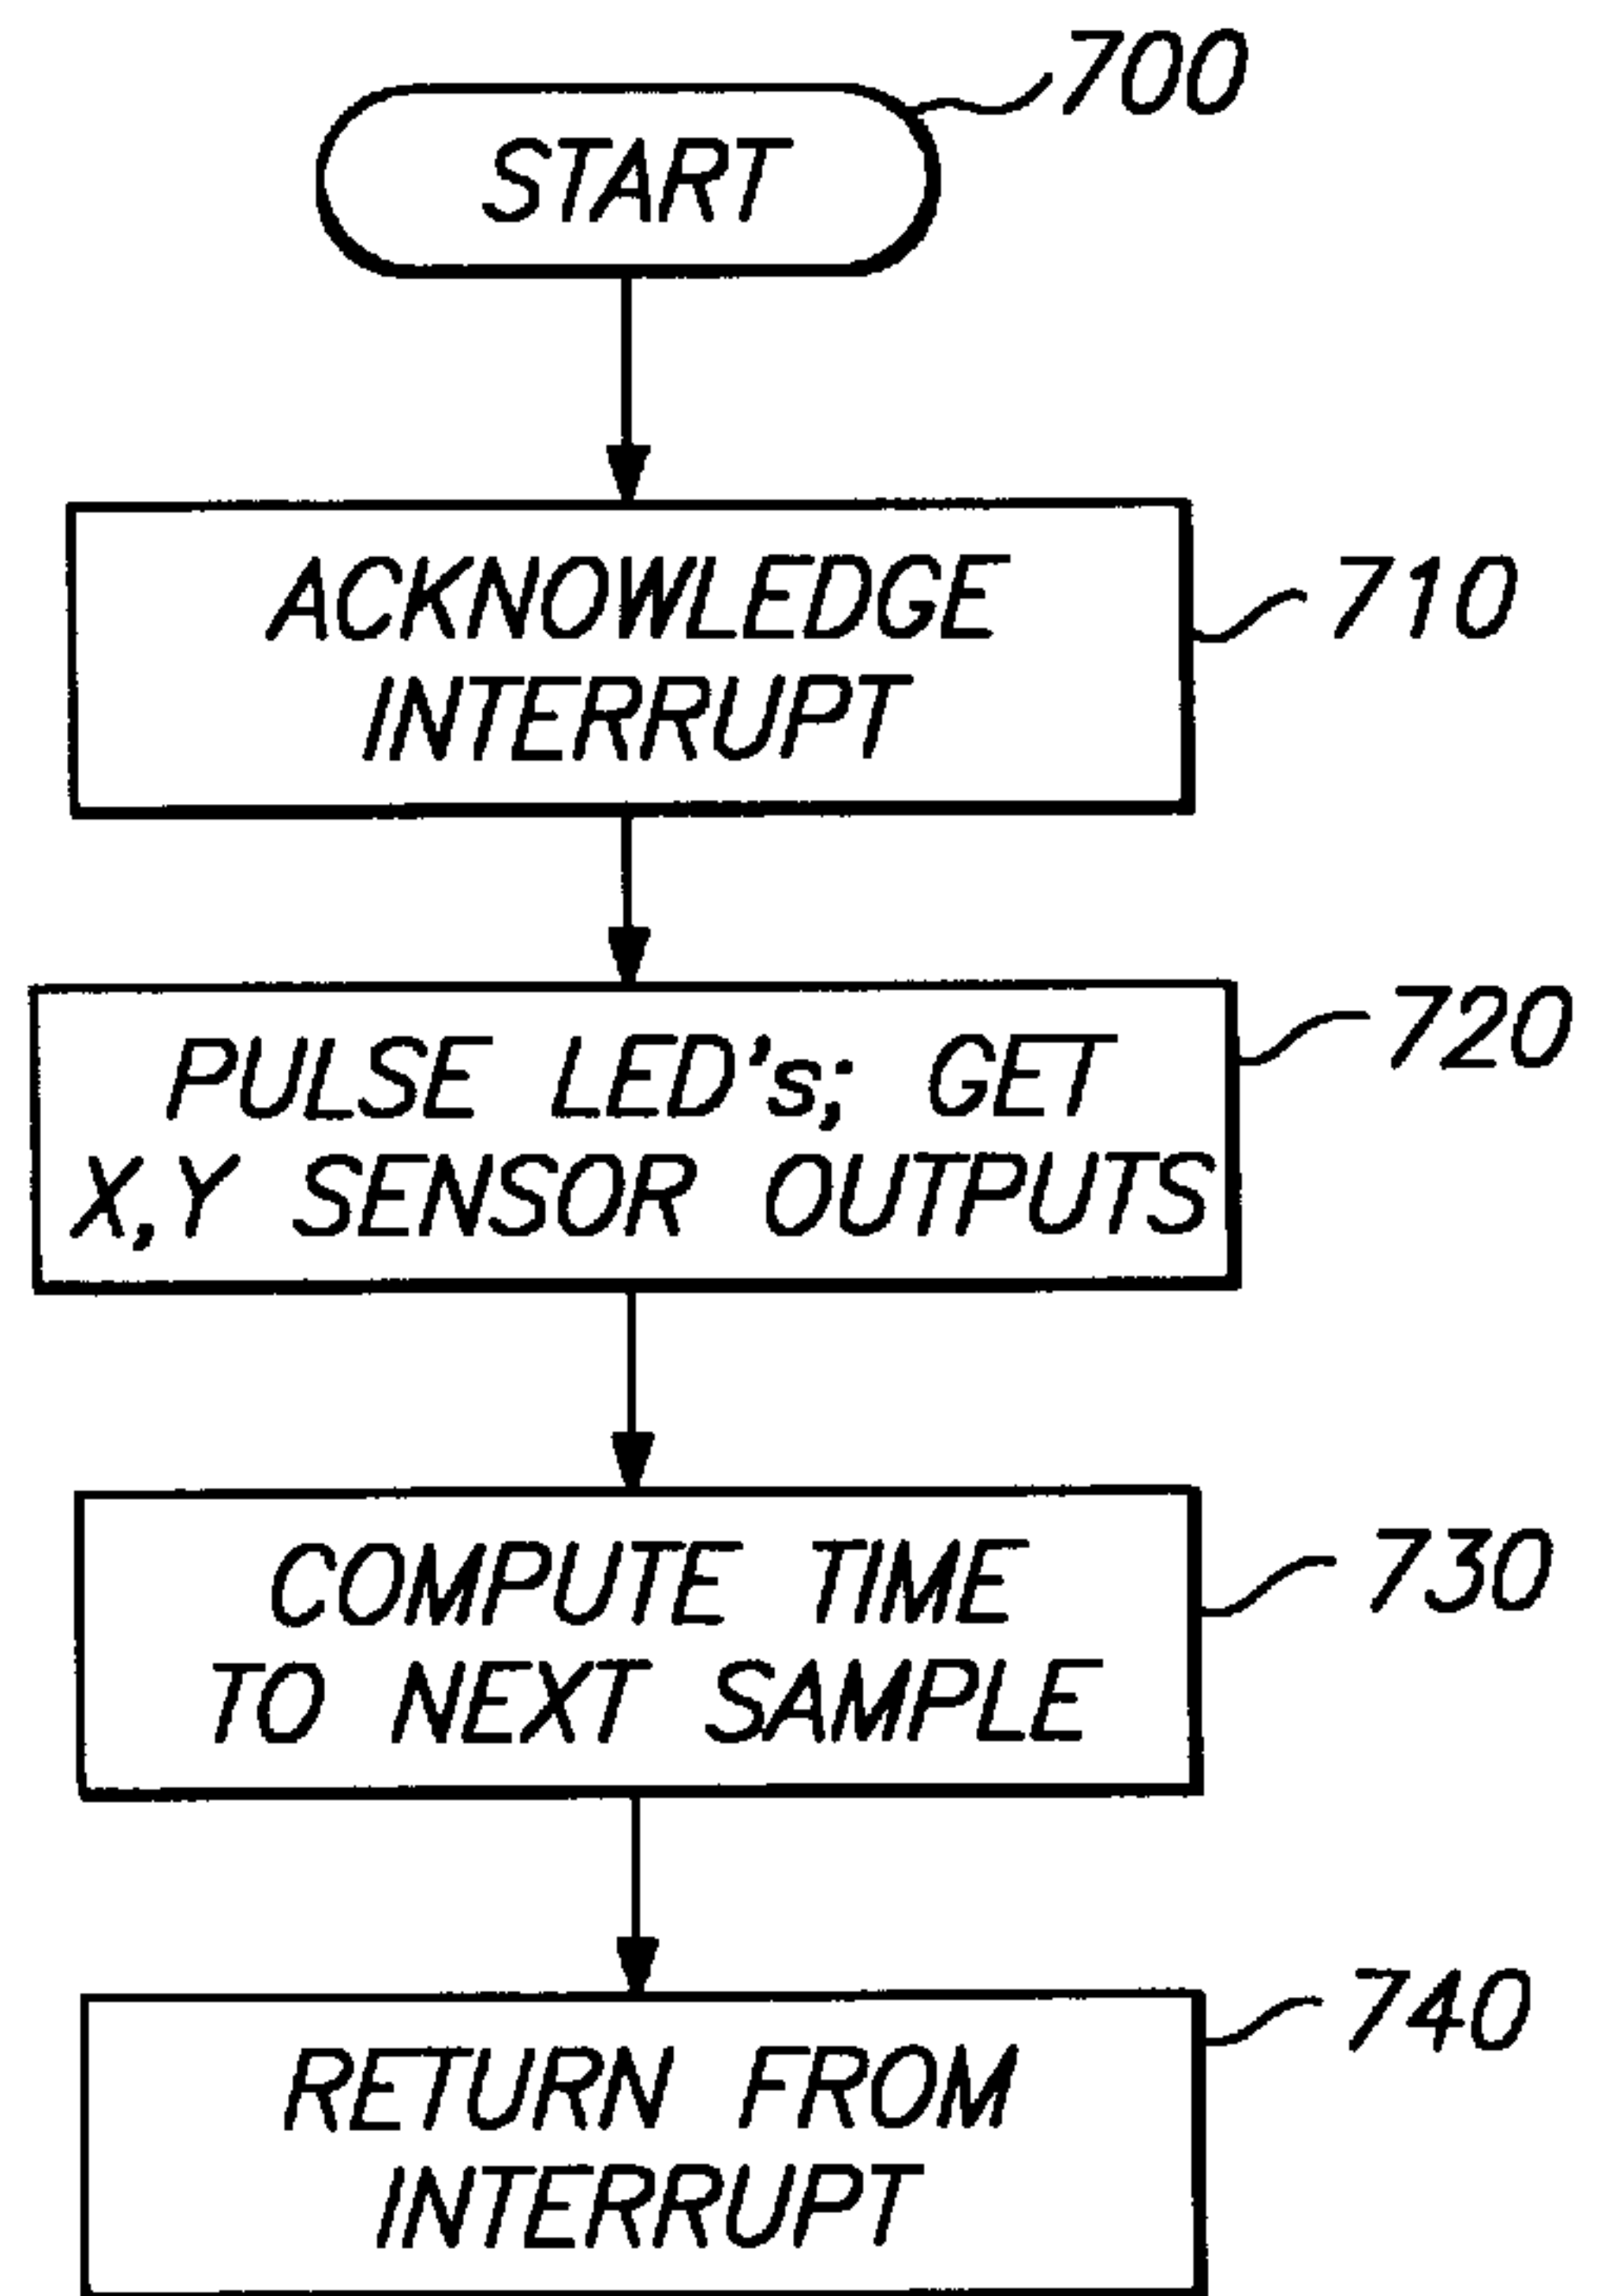 700
START
ACKNOWLEDGE
INTERRUPT
710
PULSE LED's; GET
X,Y SENSOR OUTPUTS
720
COMPUTE TIME
TO NEXT SAMPLE
730
RETURN FROM
INTERRUPT
740